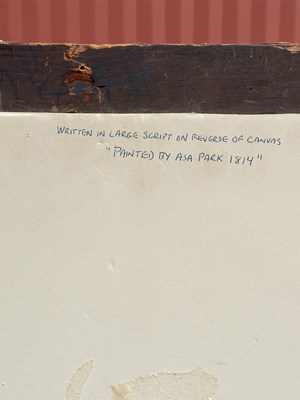 WRITTEN IN LARGE SCRIPT ON REVERSE OF CANVAS
"PAINTED BY ASA PARK 1814"